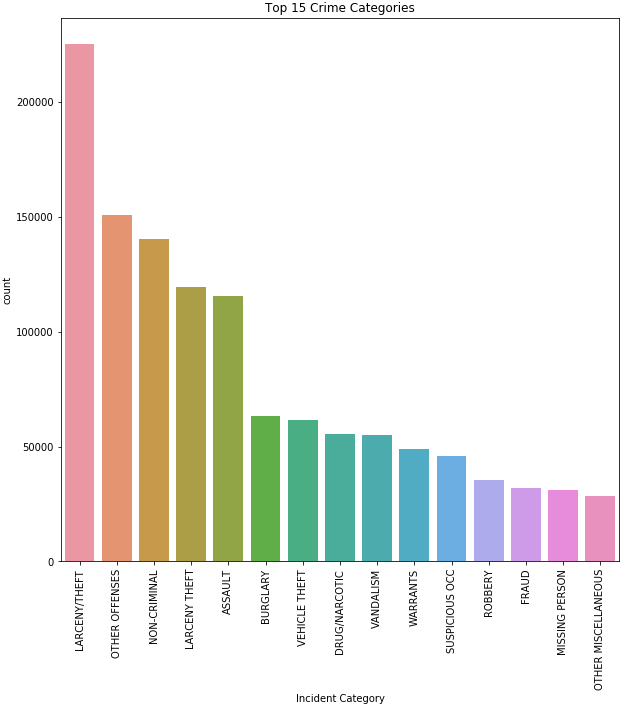 Top 15 Crime Categories
count
200000
150000
100000
50000
0
LARCENY/THEFT
OTHER OFFENSES
NON-CRIMINAL
LARCENY THEFT
ASSAULT
BURGLARY
VEHICLE THEFT
DRUG/NARCOTIC
VANDALISM
WARRANTS
SUSPICIOUS OCC
ROBBERY
FRAUD
MISSING PERSON
OTHER MISCELLANEOUS
Incident Category